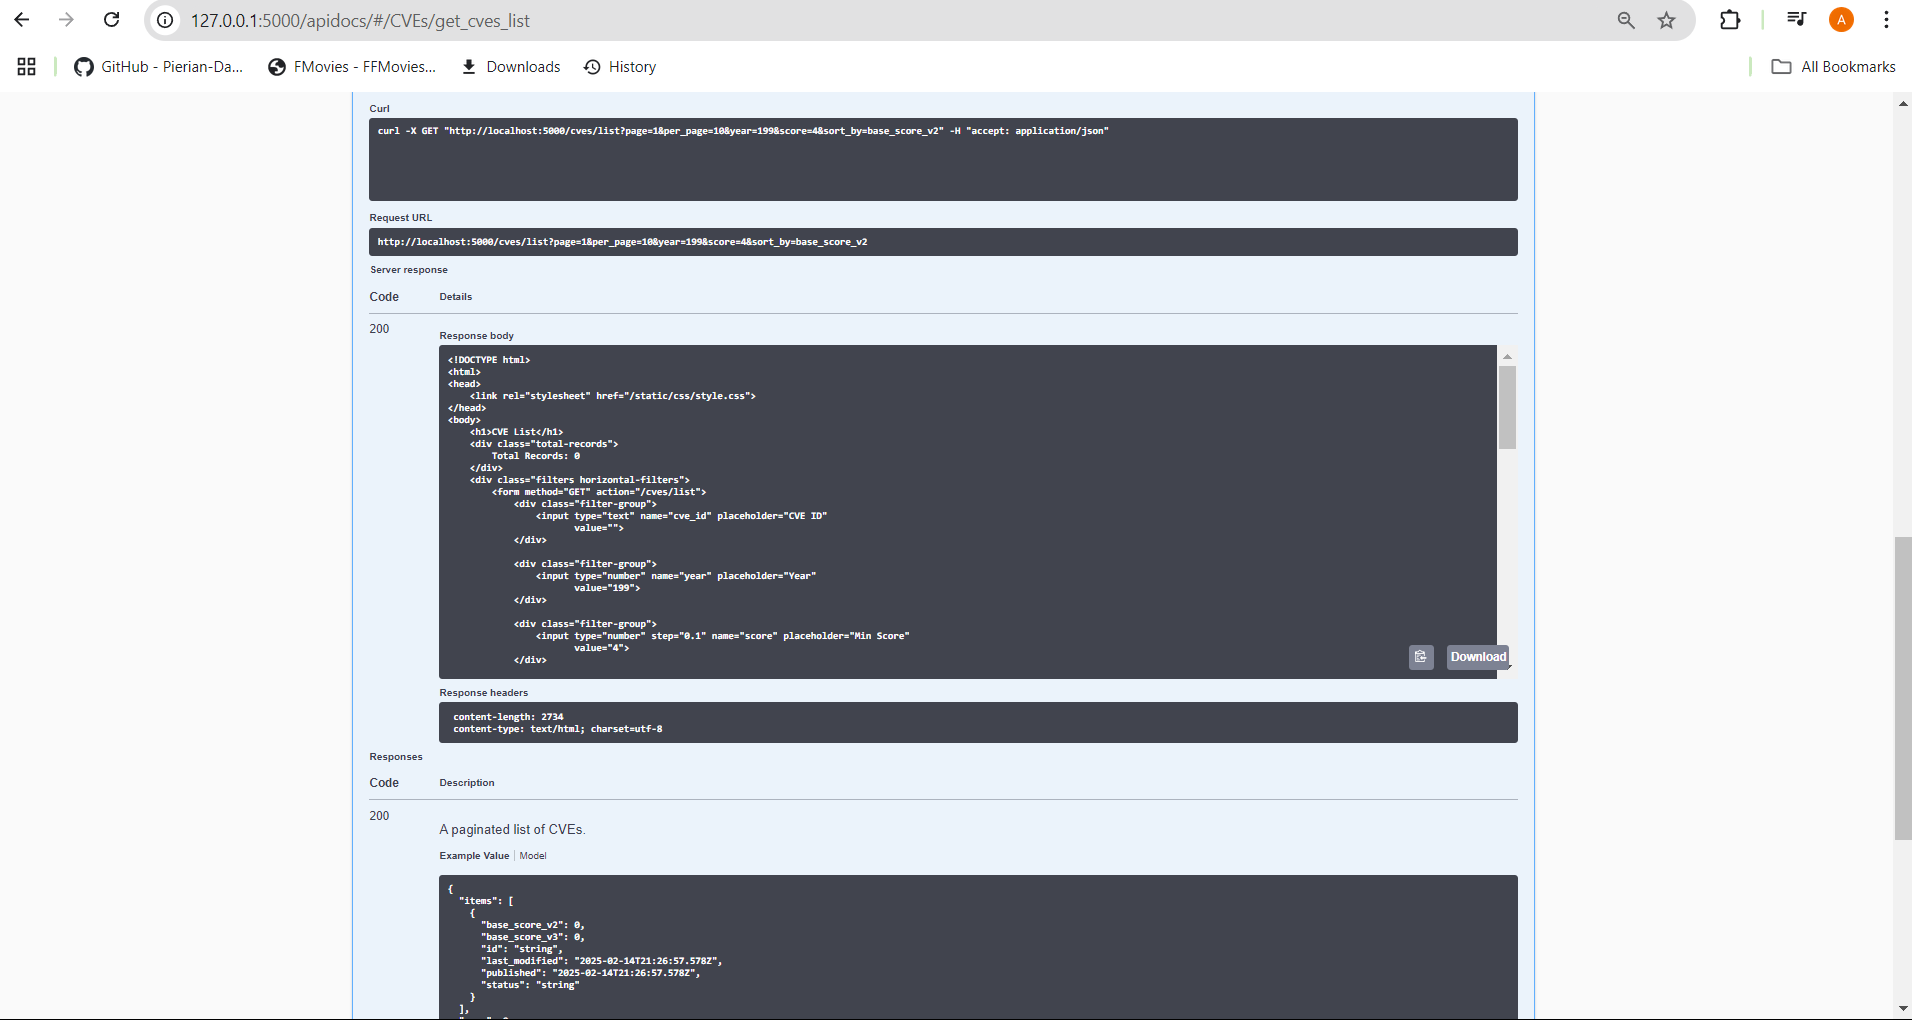 127.0.0.1:5000/apidocs/#/CVEs/get_cves_list
A
GitHub - Pierian-Da...
FMovies - FFMovies...
Downloads
History
All Bookmarks
Curl
curl -X GET "http://localhost:5000/cves/list?page=1&per_page=10&year=199&score=4&sort_by=base_score_v2" -H "accept: application/json"
Request URL
http://localhost:5000/cves/list?page=1&per_page=10&year=199&score=4&sort_by=base_score_v2
Server response
Code Details
200
Response body
<!DOCTYPE html>
<html>
<head>
<link rel="stylesheet" href="/static/css/style.css">
</head>
<body>
<h1>CVE List</h1>
<div class="total-records">
Total Records: 0
</div>
<div class="filters horizontal-filters">
<form method="GET" action="/cves/list">
<div class="filter-group">
<input type="text" name="cve_id" placeholder="CVE ID"
value="">
</div>
<div class="filter-group">
<input type="number" name="year" placeholder="Year"
value="199">
</div>
<div class="filter-group">
<input type="number" step="0.1" name="score" placeholder="Min Score"
value="4">
</div>
Download
Response headers
content-length: 2734
content-type: text/html; charset=utf-8
Responses
Code Description
200
A paginated list of CVEs.
Example Value Model
{
"items": [
{
"base_score_v2": 0,
"base_score_v3": 0,
"id": "string",
"last_modified": "2025-02-14T21:26:57.578Z",
"published": "2025-02-14T21:26:57.578Z",
"status": "string"
}
],